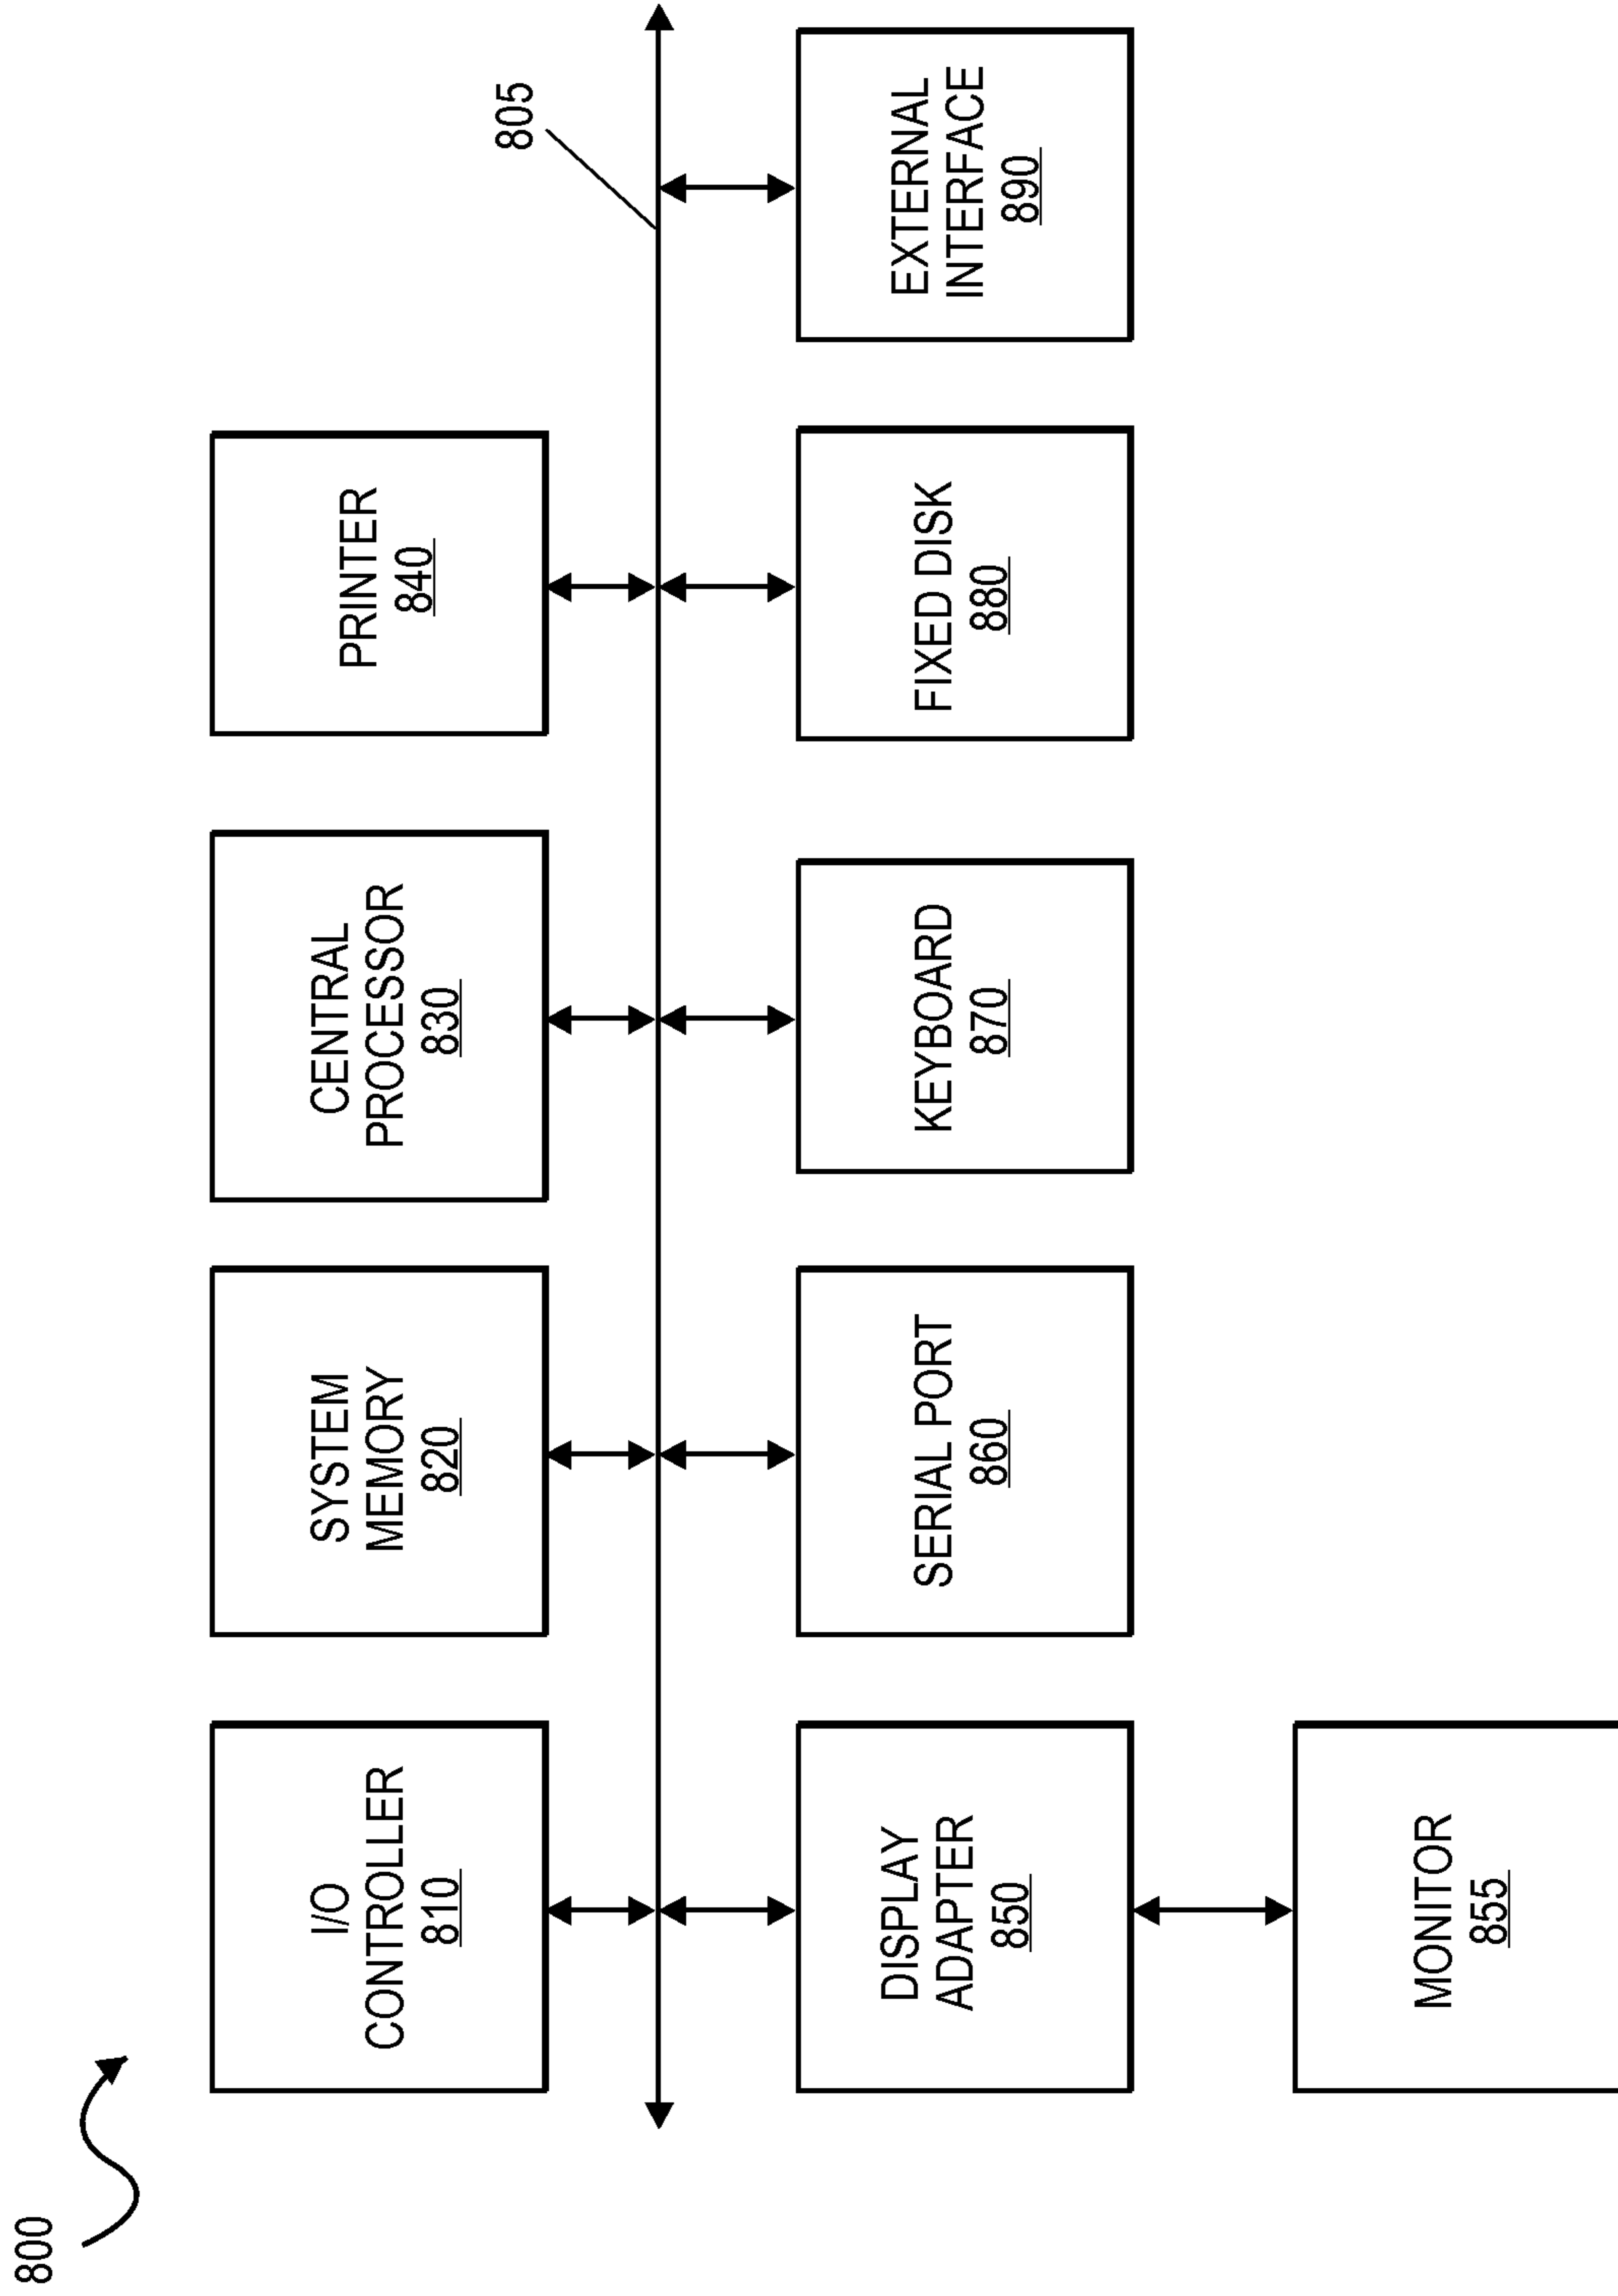 800
I/O
CONTROLLER
810
SYSTEM
MEMORY
820
CENTRAL
PROCESSOR
830
PRINTER
840
805
DISPLAY
ADAPTER
850
SERIAL PORT
860
KEYBOARD
870
FIXED DISK
880
EXTERNAL
INTERFACE
890
MONITOR
855